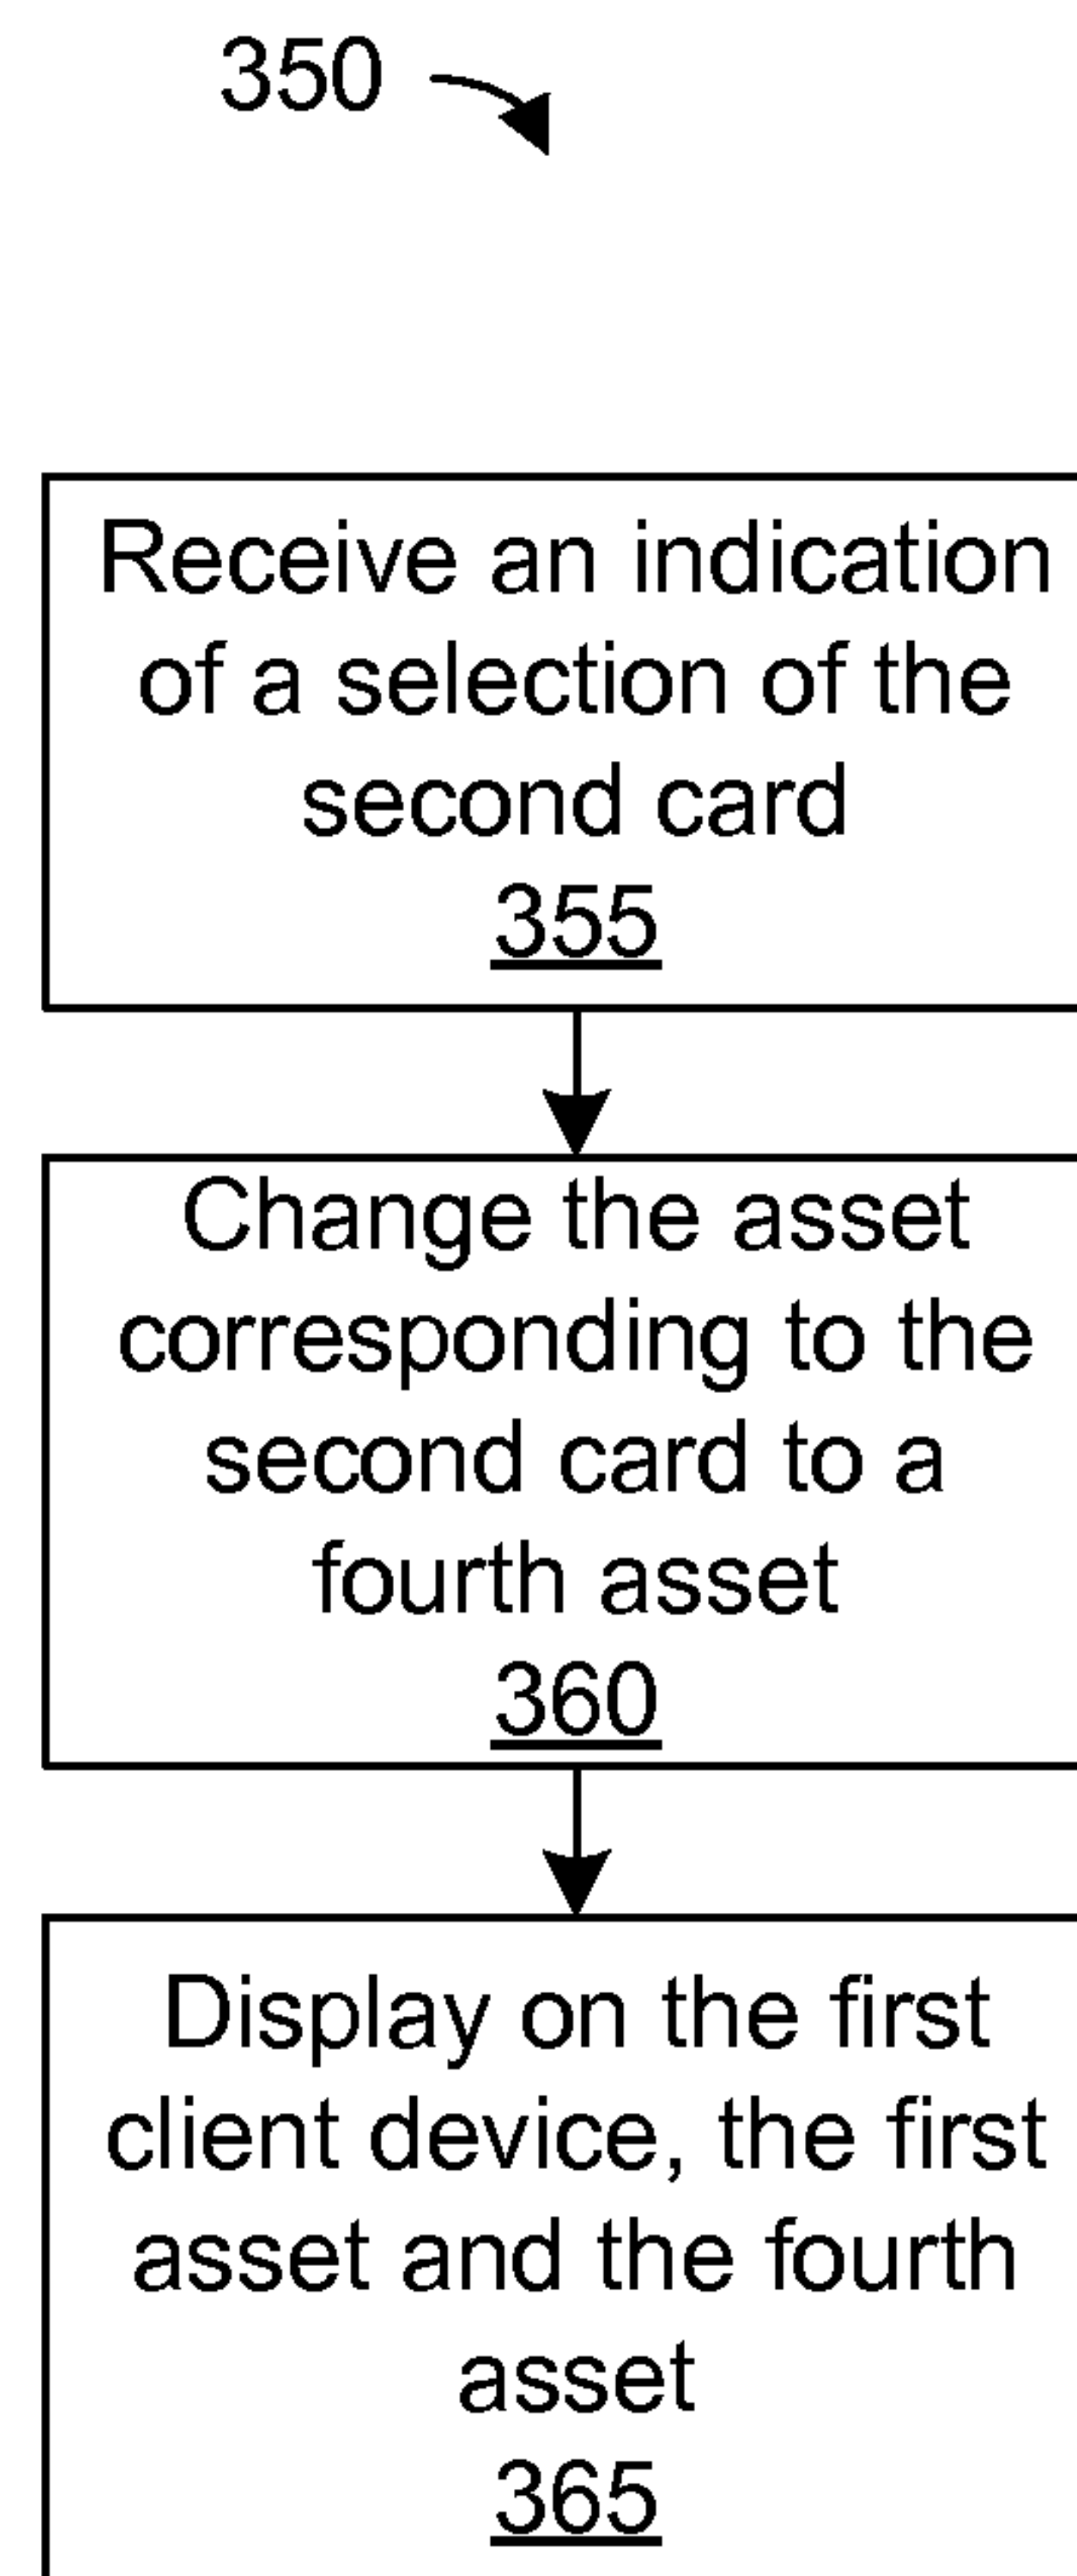 350
Receive an indication
of a selection of the
second card
355
Change the asset
corresponding to the
second card to a
fourth asset
360
Display on the first
client device, the first
asset and the fourth
asset
365